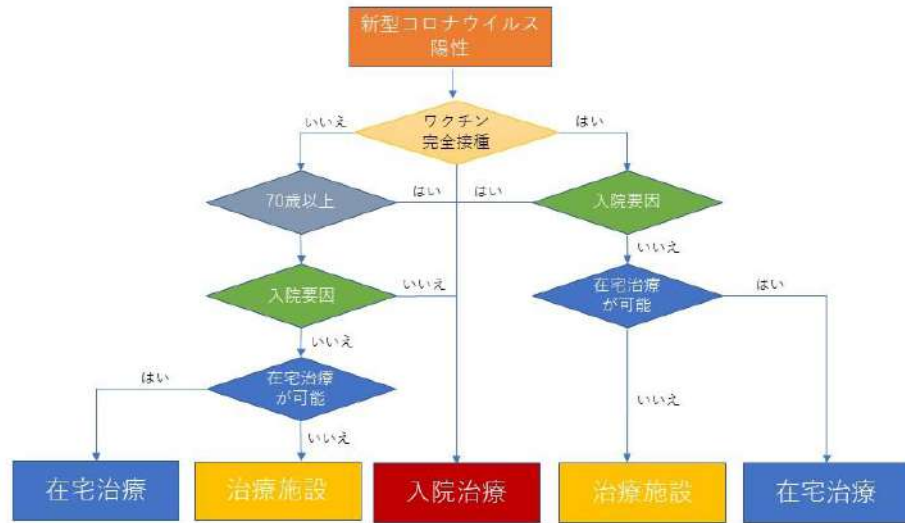 新型コロナウイルス
陽性
ワクチン
完全接種
いいえ
はい
70歳以上
はい
はい
入院要因
いいえ
入院要因
いいえ
在宅治療
が可能
はい
いいえ
在宅治療
が可能
はい
いいえ
いいえ
在宅治療
治療施設
入院治療
治療施設
在宅治療